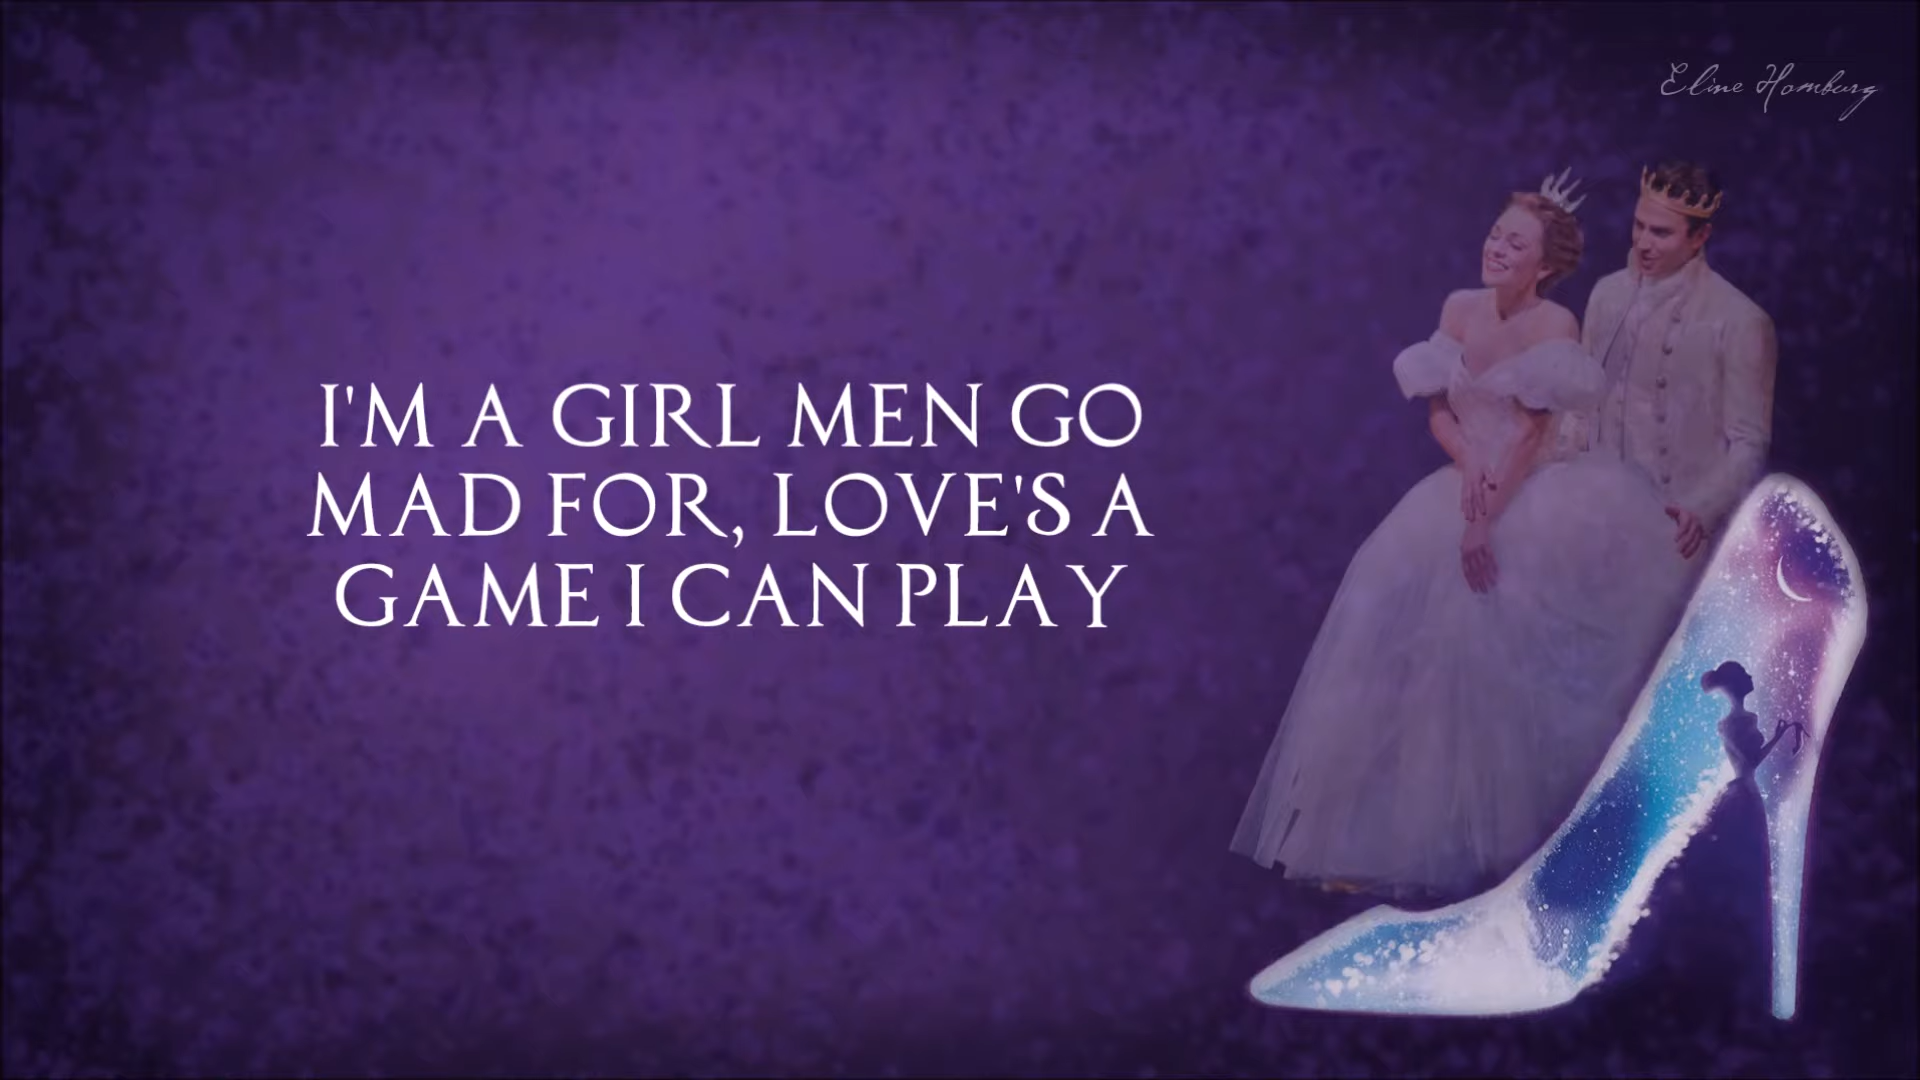 Eline Homburg
I'M A GIRL MEN GO
MAD FOR, LOVE'S A
GAME I CAN PLAY